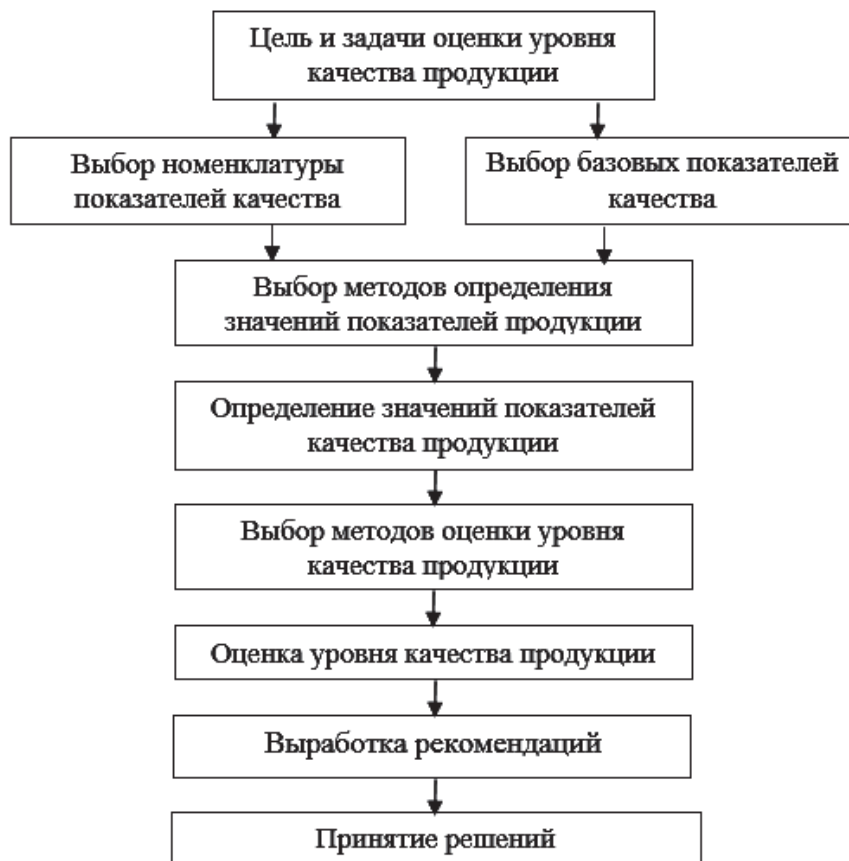 Цель и задачи оценки уровня
качества продукции
Выбор номенклатуры
показателей качества
Выбор базовых показателей
качества
Выбор методов определения
значений показателей продукции
Определение значений показателей
качества продукции
Выбор методов оценки уровня
качества продукции
Оценка уровня качества продукции
Выработка рекомендаций
Принятие решений